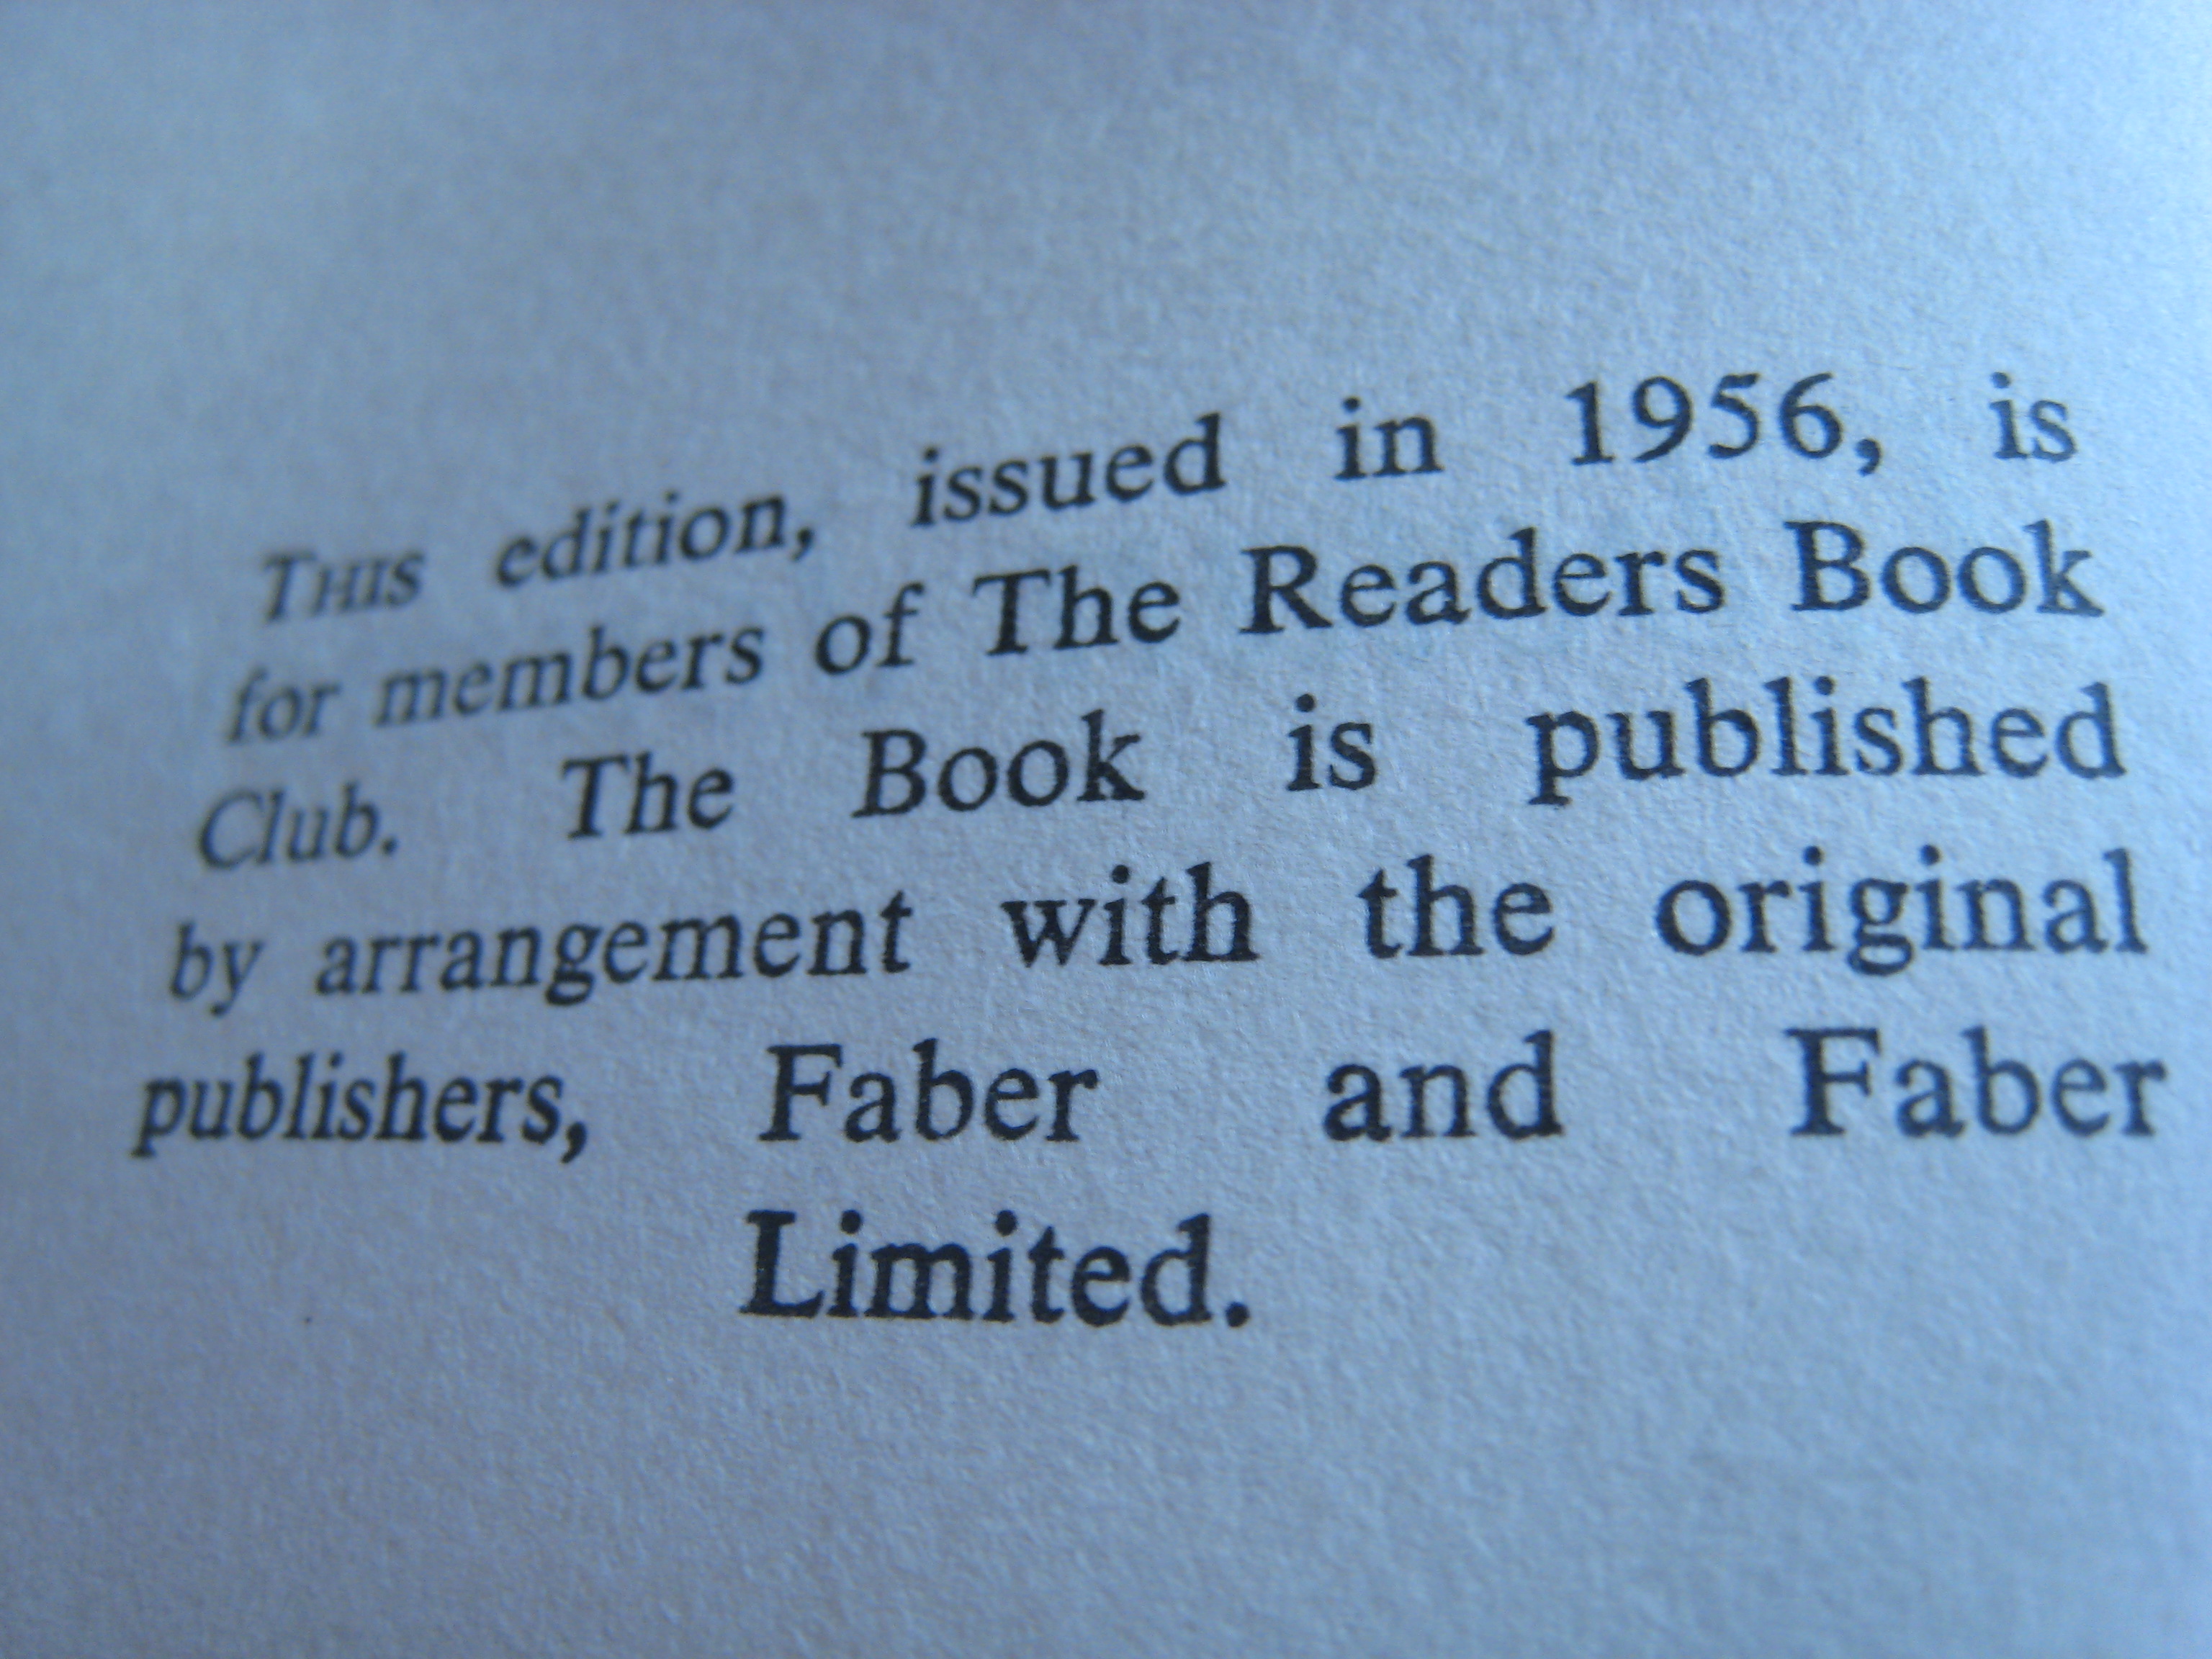 THIS edition, issued in 1956, is
for members of The Readers Book
Club. The Book is published
by arrangement with the original
publishers, Faber and Faber
Limited.